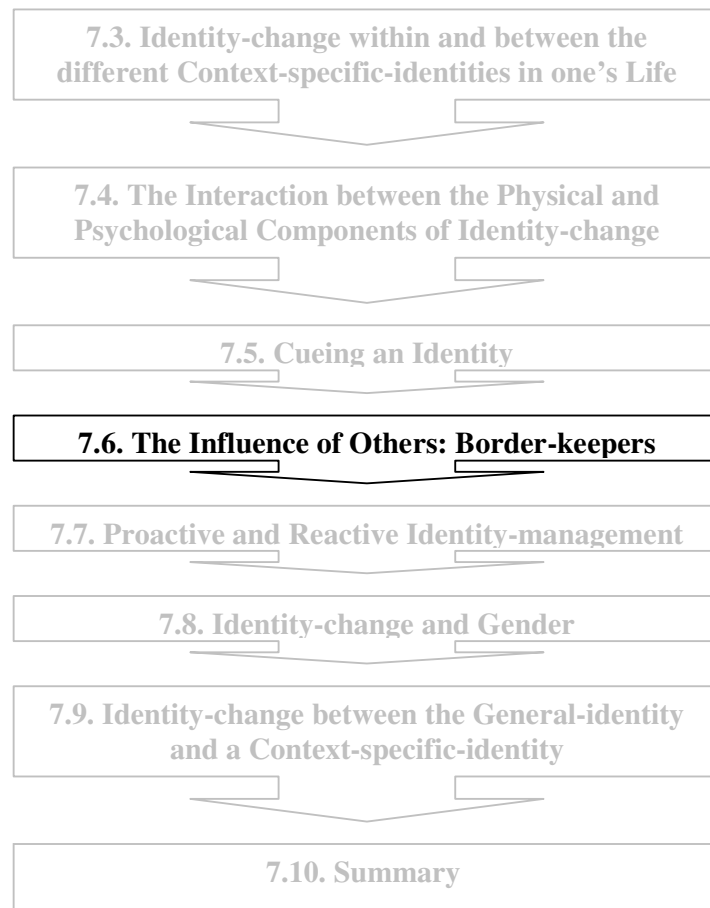 7.3. Identity-change within and between the
different Context-specific-identities in one's Life
7.4. The Interaction between the Physical and
Psychological Components of Identity-change
7.5. Cueing an Identity
7.6. The Influence of Others: Border-keepers
7.7. Proactive and Reactive Identity-management
7.8. Identity-change and Gender
7.9. Identity-change between the General-identity
and a Context-specific-identity
7.10. Summary